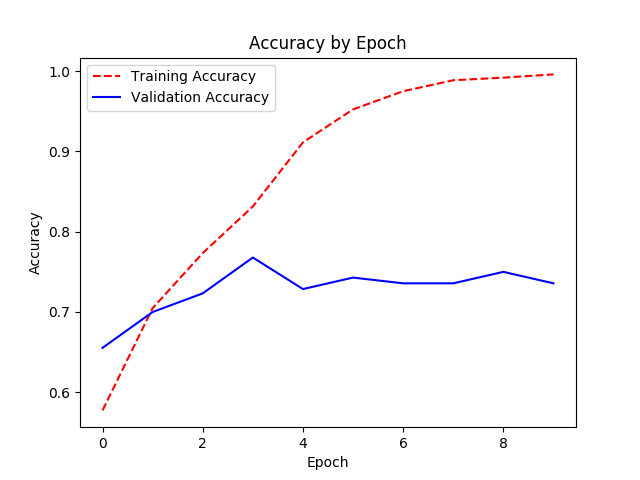 Accuracy by Epoch
Training Accuracy
Validation Accuracy
1.0
0.9
0.8
0.7
0.6
Accuracy
0 2 4 6 8
Epoch